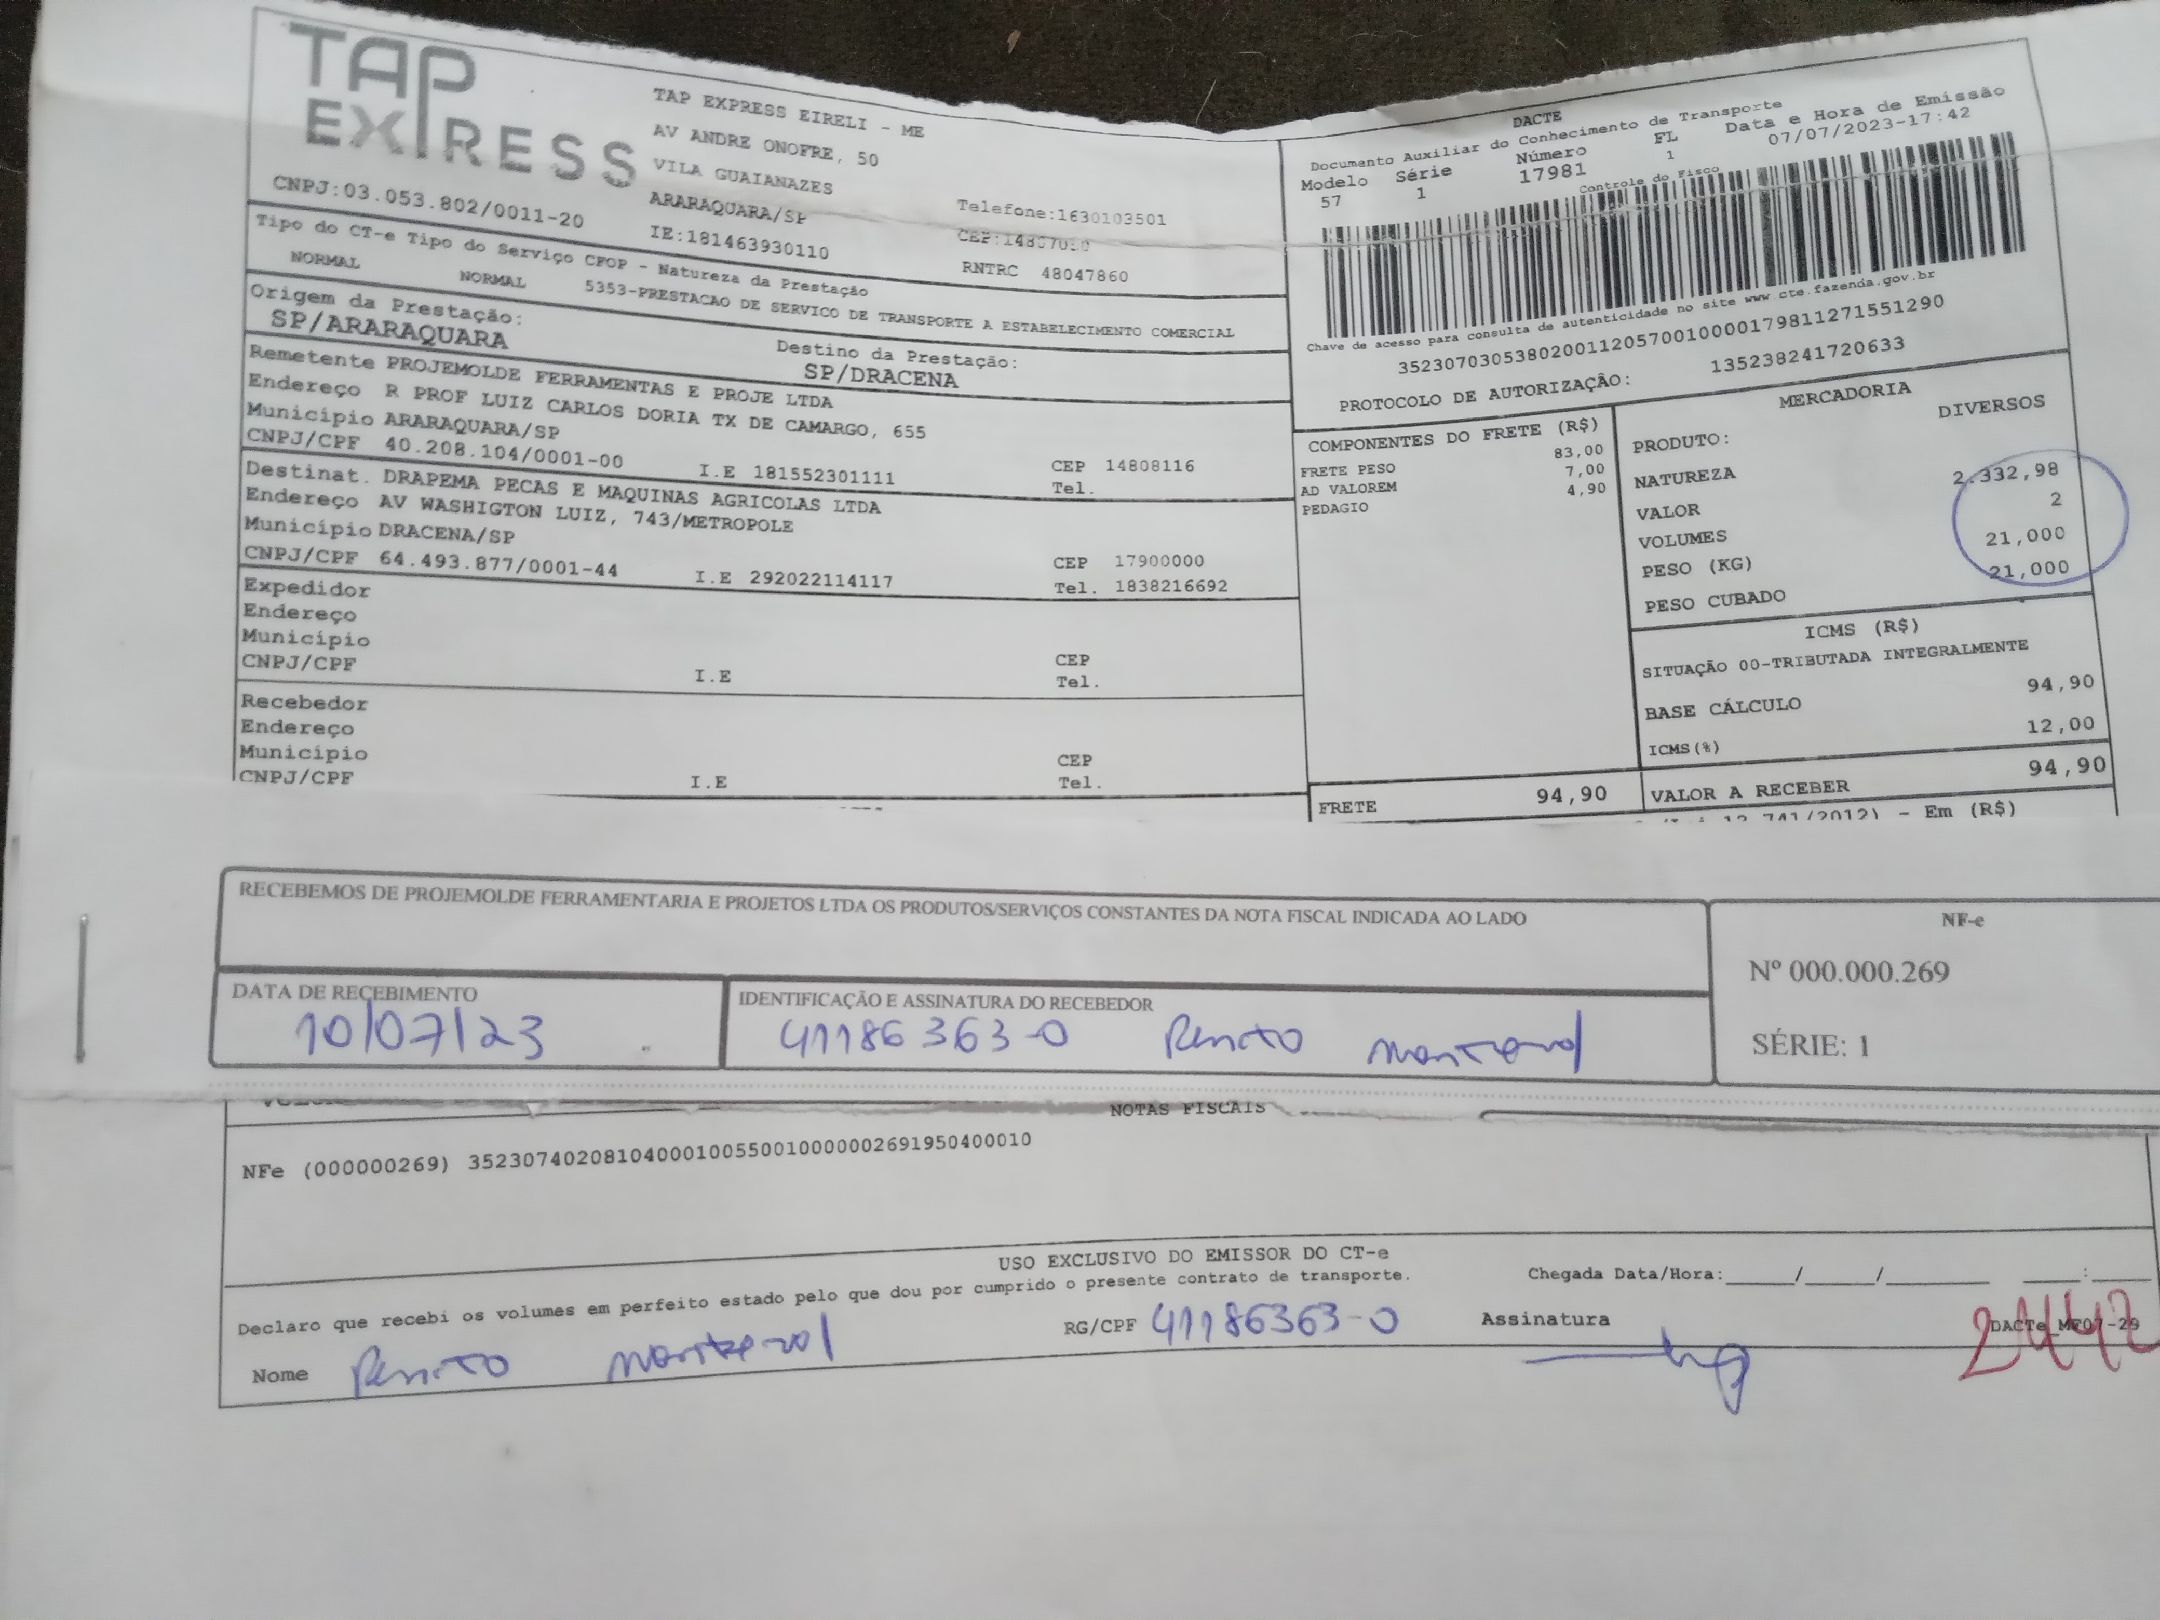 TAP
EXPRESS
TAP EXPRESS EIRELI - ME
AV ANDRE ONOFRE, 50
VILA GUAIANAZES
ARARAQUARA/SP Telefone:1630103501
CNPJ:03.053.802/0011-20 IE:181463930110
RNTRC 48047860
Tipo do CT-e Tipo do Serviço CFOP - Natureza da Prestação
NORMAL NORMAL 5353-PRESTACAO DE SERVICO DE TRANSPORTE A ESTABELECIMENTO COMERCIAL
Origem da Prestação: Destino da Prestação:
SP/ARARAQUARA SP/DRACENA
Remetente PROJEMOLDE FERRAMENTAS E PROJE LTDA
Endereço R PROF LUIZ CARLOS DORIA TX DE CAMARGO, 655
Município ARARAQUARA/SP CEP 14808116
CNPJ/CPF 40.208.104/0001-00 I.E 181552301111 Tel.
Destinat. DRAPEMA PECAS E MAQUINAS AGRICOLAS LTDA
Endereço AV WASHIGTON LUIZ, 743/METROPOLE
Município DRACENA/SP CEP 17900000
CNPJ/CPF 64.493.877/0001-44 I.E 292022114117 Tel. 1838216692
Expedidor
Endereço
Município CEP
CNPJ/CPF I.E Tel.
Recebedor
Endereço
Município CEP
CNPJ/CPF I.E Tel.
DACTE
Documento Auxiliar do Conhecimento de Transporte
Modelo Série Número FL Data e Hora de Emissão
57 1 17981 1 07/07/2023-17:42
Controle do Fisco
Chave de acesso para consulta de autenticidade no site www.cte.fazenda.gov.br
35230703053802001120570010000179811271551290
PROTOCOLO DE AUTORIZAÇÃO: 135238241720633
COMPONENTES DO FRETE (R$)
FRETE PESO 83,00
AD VALOREM 7,00
PEDAGIO 4,90
MERCADORIA
PRODUTO: DIVERSOS
NATUREZA
VALOR 2.332,98
VOLUMES 2
PESO (KG) 21,000
PESO CUBADO 21,000
ICMS (R$)
SITUAÇÃO 00-TRIBUTADA INTEGRALMENTE
BASE CÁLCULO 94,90
ICMS(%) 12,00
FRETE 94,90 VALOR A RECEBER 94,90
12.741/2012) - Em (R$)
RECEBEMOS DE PROJEMOLDE FERRAMENTARIA E PROJETOS LTDA OS PRODUTOS/SERVIÇOS CONSTANTES DA NOTA FISCAL INDICADA AO LADO
NF-e
Nº 000.000.269
SÉRIE: 1
DATA DE RECEBIMENTO IDENTIFICAÇÃO E ASSINATURA DO RECEBEDOR
10/07/23 41186363-0 Renato
NOTAS FISCAIS
NFe (000000269) 35230740208104000100550010000002691950400010
USO EXCLUSIVO DO EMISSOR DO CT-e
Declaro que recebi os volumes em perfeito estado pelo que dou por cumprido o presente contrato de transporte. Chegada Data/Hora:_____/_____/_______ ___:____
Nome Renato RG/CPF 41186363-0 Assinatura